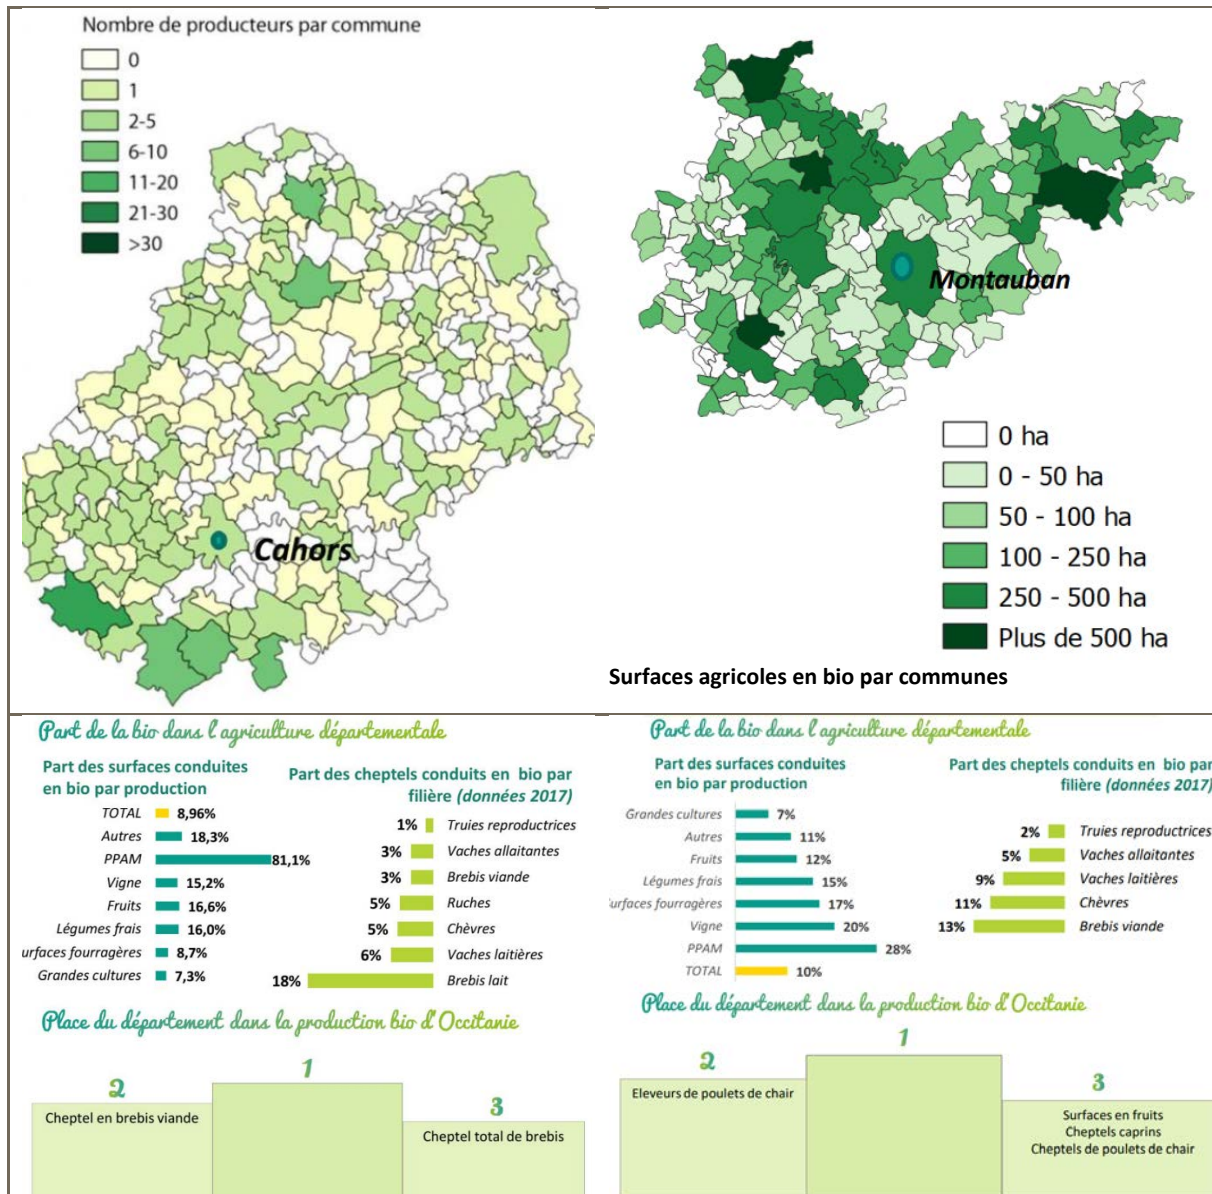 Nombre de producteurs par commune
0
1
2-5
6-10
11-20
21-30
>30
Cahors
Montauban
0 ha
0 - 50 ha
50 - 100 ha
100 - 250 ha
250 - 500 ha
Plus de 500 ha
Surfaces agricoles en bio par communes
Part de la bio dans l'agriculture départementale
Part des surfaces conduites
en bio par production
TOTAL 8,96%
Autres 18,3%
PPAM 81,1%
Vigne 15,2%
Fruits 16,6%
Légumes frais 16,0%
urfaces fourragères 8,7%
Grandes cultures 7,3%
Part des cheptels conduits en bio par
filière (données 2017)
1% Truies reproductrices
3% Vaches allaitantes
3% Brebis viande
5% Ruches
5% Chèvres
6% Vaches laitières
18% Brebis lait
Place du département dans la production bio d'Occitanie
1
2
3
Cheptel en brebis viande
Cheptel total de brebis
Part de la bio dans l'agriculture départementale
Part des surfaces conduites
en bio par production
Grandes cultures 7%
Autres 11%
Fruits 12%
Légumes frais 15%
urfaces fourragères 17%
Vigne 20%
PPAM 28%
TOTAL 10%
Part des cheptels conduits en bio par
filière (données 2017)
2% Truies reproductrices
5% Vaches allaitantes
9% Vaches laitières
11% Chèvres
13% Brebis viande
Place du département dans la production bio d'Occitanie
1
2
3
Eleveurs de poulets de chair
Surfaces en fruits
Cheptels caprins
Cheptels de poulets de chair